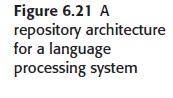 Figure 6.21 A
repository architecture
for a language
processing system